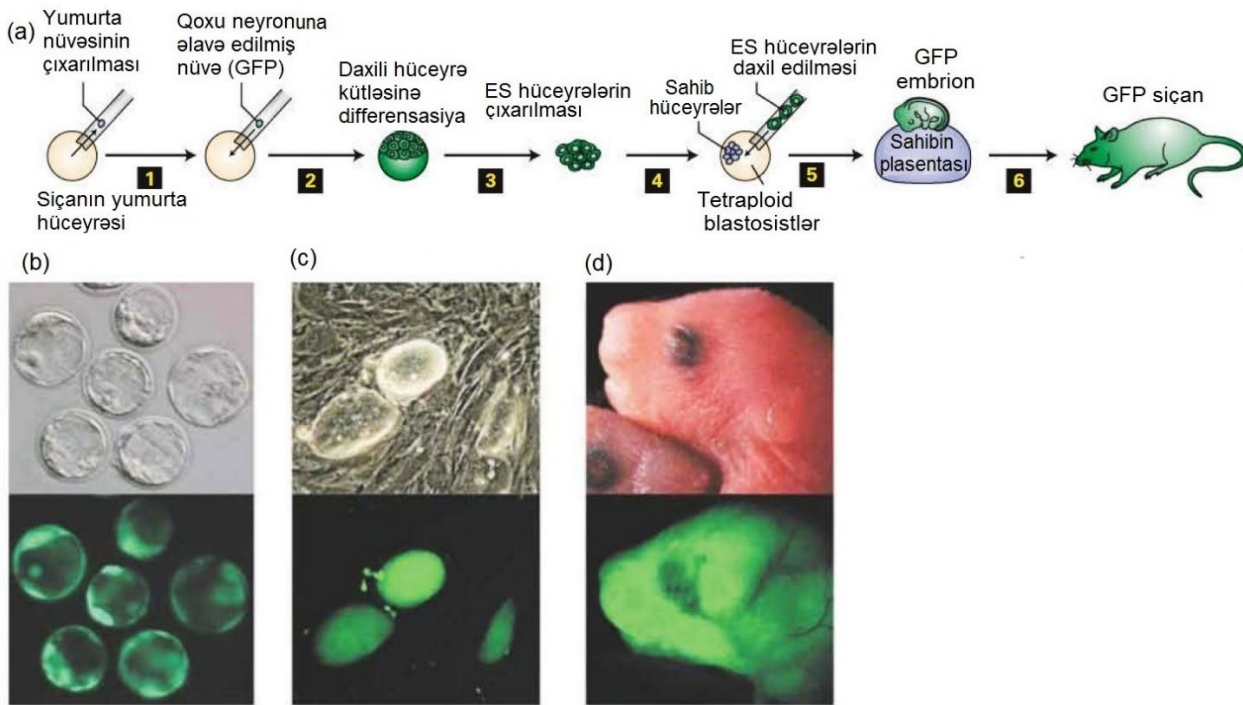 (a)
Yumurta
nüvəsinin
çıxarılması
Qoxu neyronuna
əlavə edilmiş
nüvə (GFP)
Daxili hüceyrə
kütləsinə
differensasiya
ES hüceyrələrin
çıxarılması
Sahib
hüceyrələr
ES hüceyrələrin
daxil edilməsi
GFP
embrion
Sahibin
plasentası
GFP siçan
1
2
3
4
5
6
Siçanın yumurta
hüceyrəsi
Tetraploid
blastosistlər
(b)
(c)
(d)